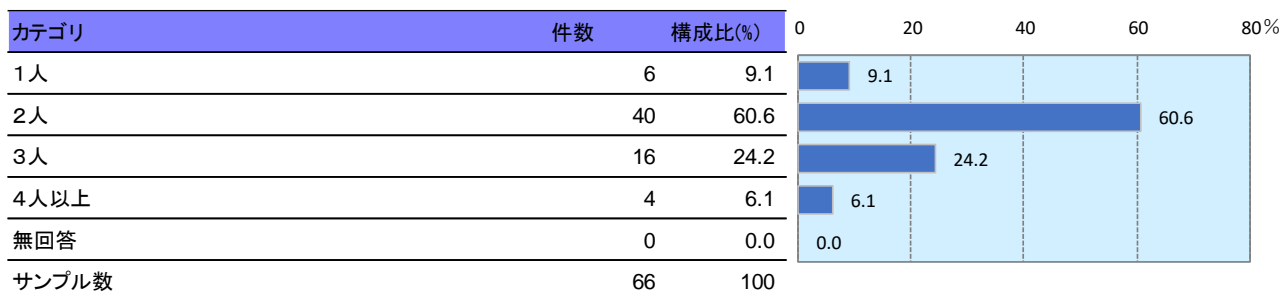 カテゴリ 件数 構成比(%) 0 20 40 60 80%
1人 6 9.1 9.1
2人 40 60.6 60.6
3人 16 24.2 24.2
4人以上 4 6.1 6.1
無回答 0 0.0 0.0
サンプル数 66 100